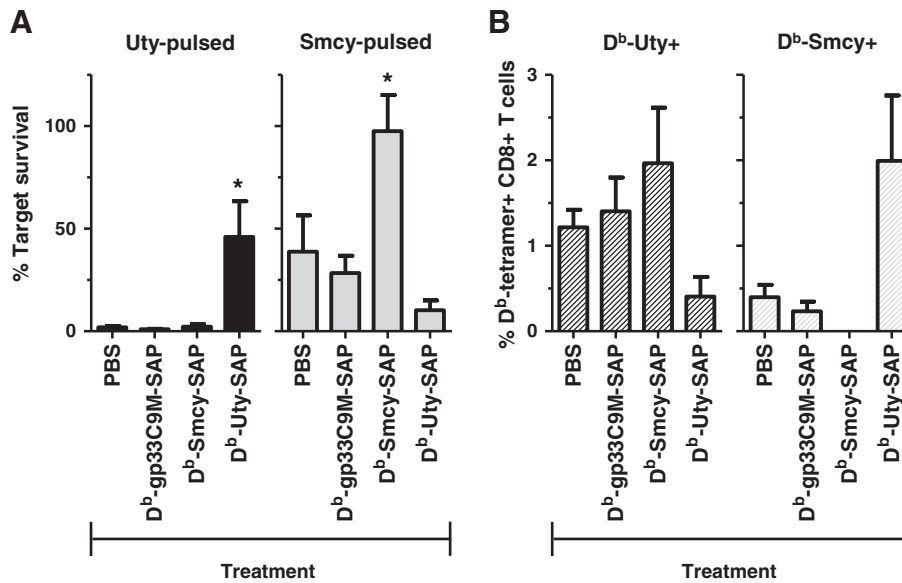 A
Uty-pulsed
Smcy-pulsed
% Target survival
100
50
0
*
*
PBS
Dᵇ-gp33C9M-SAP
Dᵇ-Smcy-SAP
Dᵇ-Uty-SAP
PBS
Dᵇ-gp33C9M-SAP
Dᵇ-Smcy-SAP
Dᵇ-Uty-SAP
Treatment
B
Dᵇ-Uty+
Dᵇ-Smcy+
% Dᵇ-tetramer+ CD8+ T cells
3
2
1
0
PBS
Dᵇ-gp33C9M-SAP
Dᵇ-Smcy-SAP
Dᵇ-Uty-SAP
PBS
Dᵇ-gp33C9M-SAP
Dᵇ-Smcy-SAP
Dᵇ-Uty-SAP
Treatment